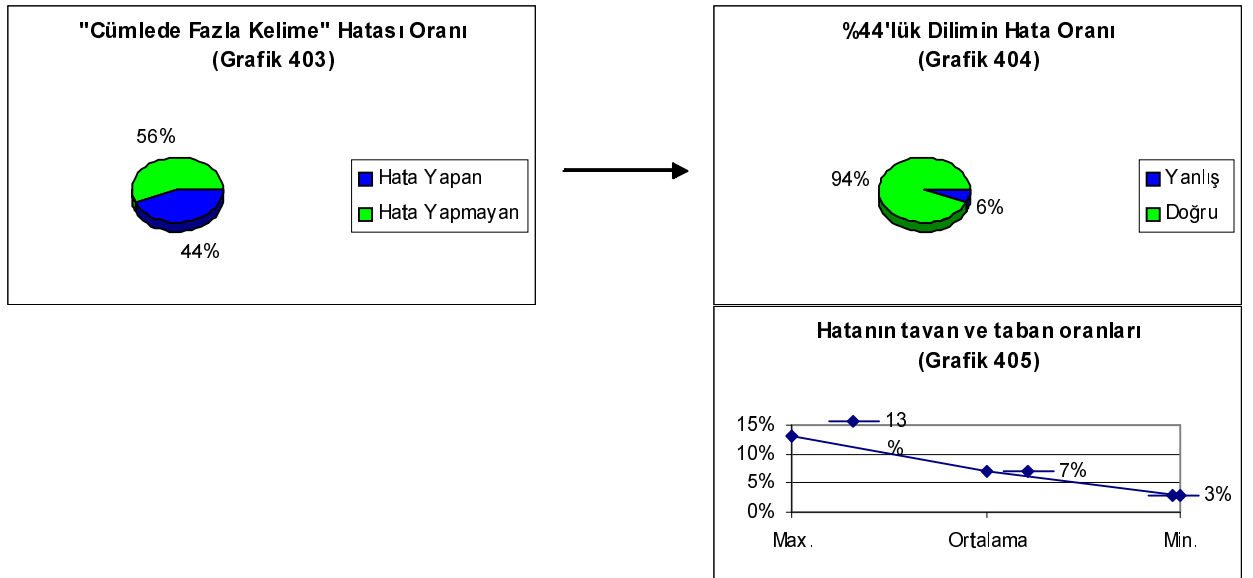 "Cümlede Fazla Kelime" Hatası Oranı
(Grafik 403)
56%
44%
Hata Yapan
Hata Yapmayan
%44'lük Dilimin Hata Oranı
(Grafik 404)
94%
6%
Yanlış
Doğru
Hatanın tavan ve taban oranları
(Grafik 405)
15%
10%
5%
0%
13
%
7%
3%
Max.
Ortalama
Min.